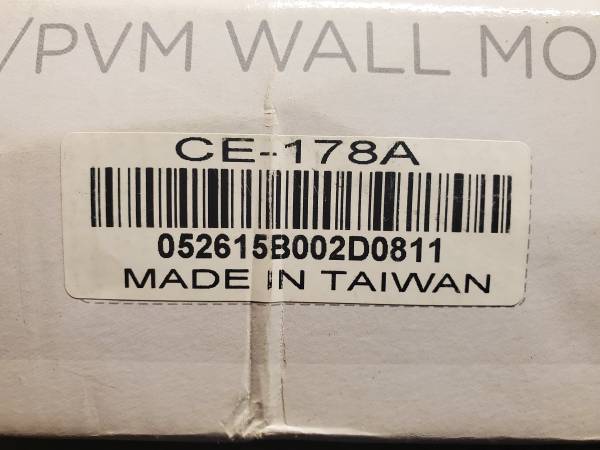 /PVM WALL MO
CE-178A
052615B002D0811
MADE IN TAIWAN